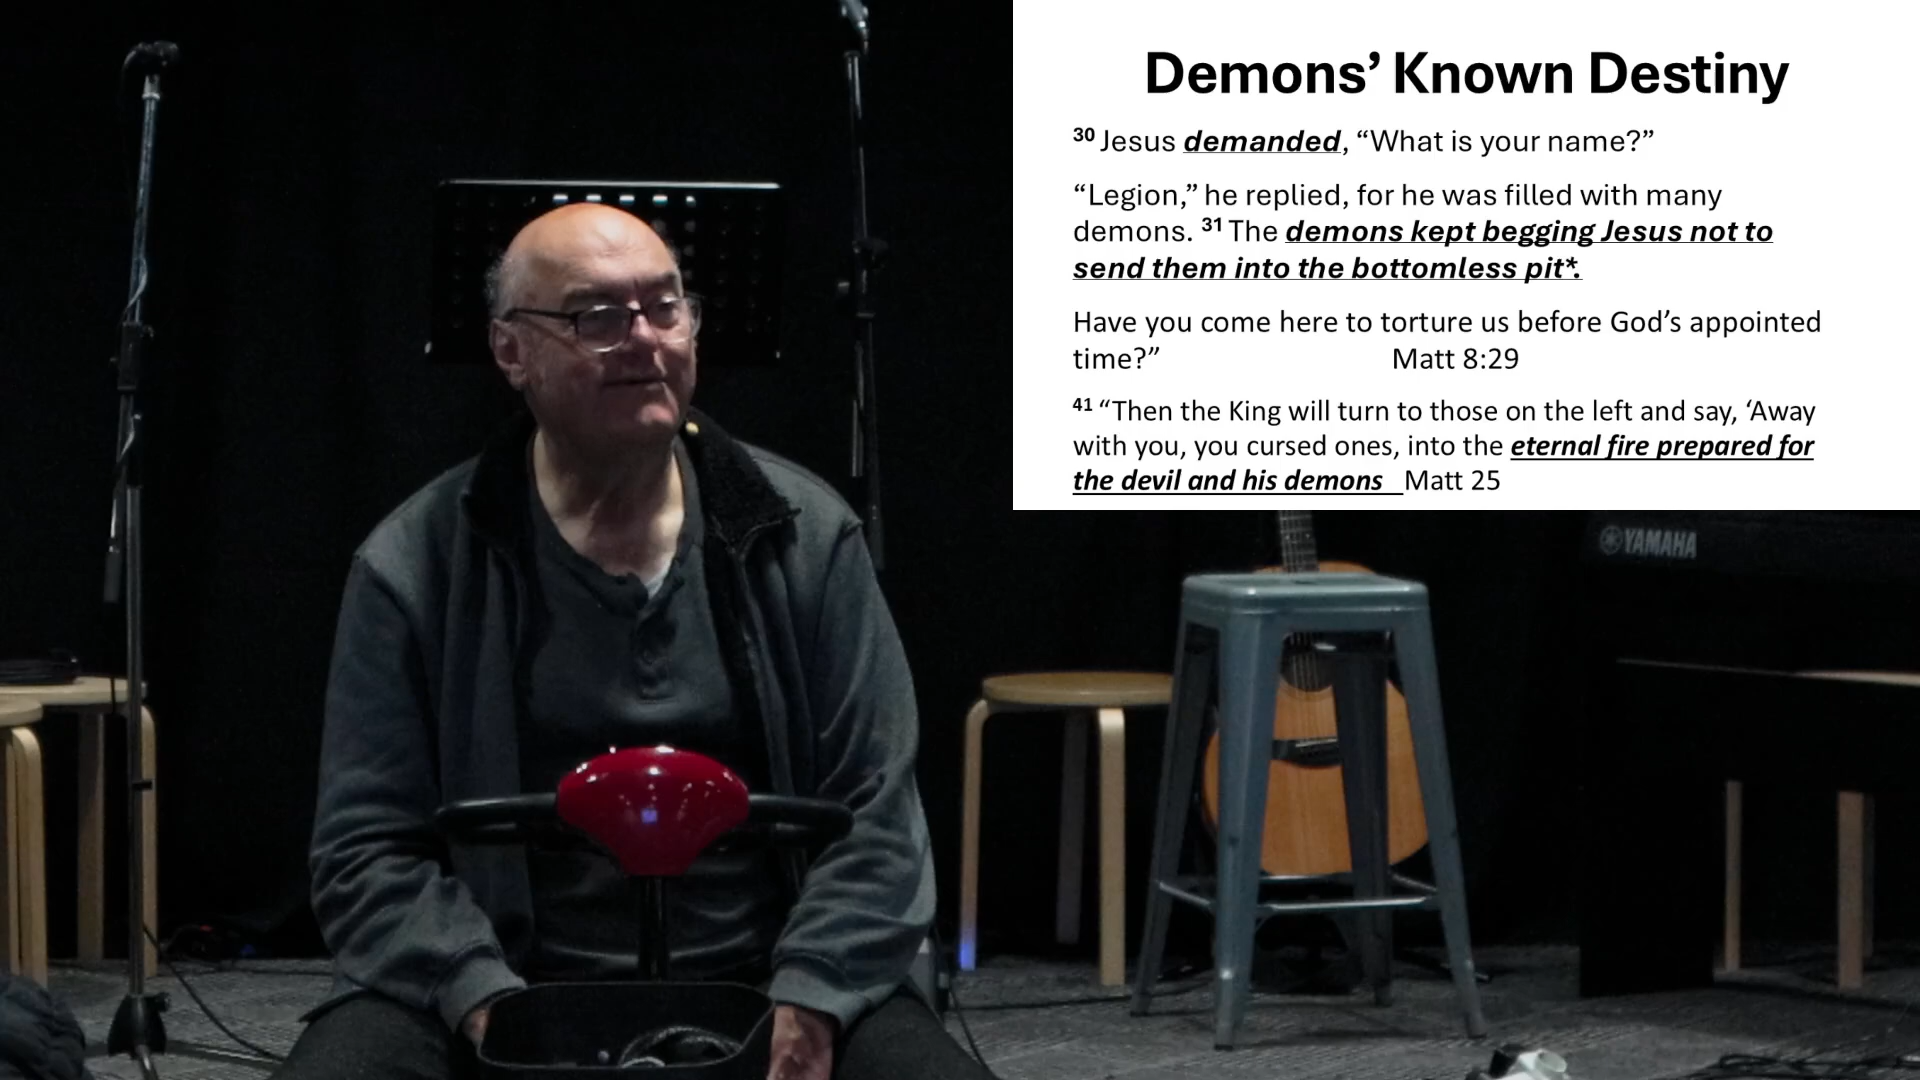 Demons’ Known Destiny
30 Jesus demanded, “What is your name?”
“Legion,” he replied, for he was filled with many
demons. 31 The demons kept begging Jesus not to
send them into the bottomless pit*.
Have you come here to torture us before God’s appointed
time?” Matt 8:29
41 “Then the King will turn to those on the left and say, ‘Away
with you, you cursed ones, into the eternal fire prepared for
the devil and his demons Matt 25
YAMAHA